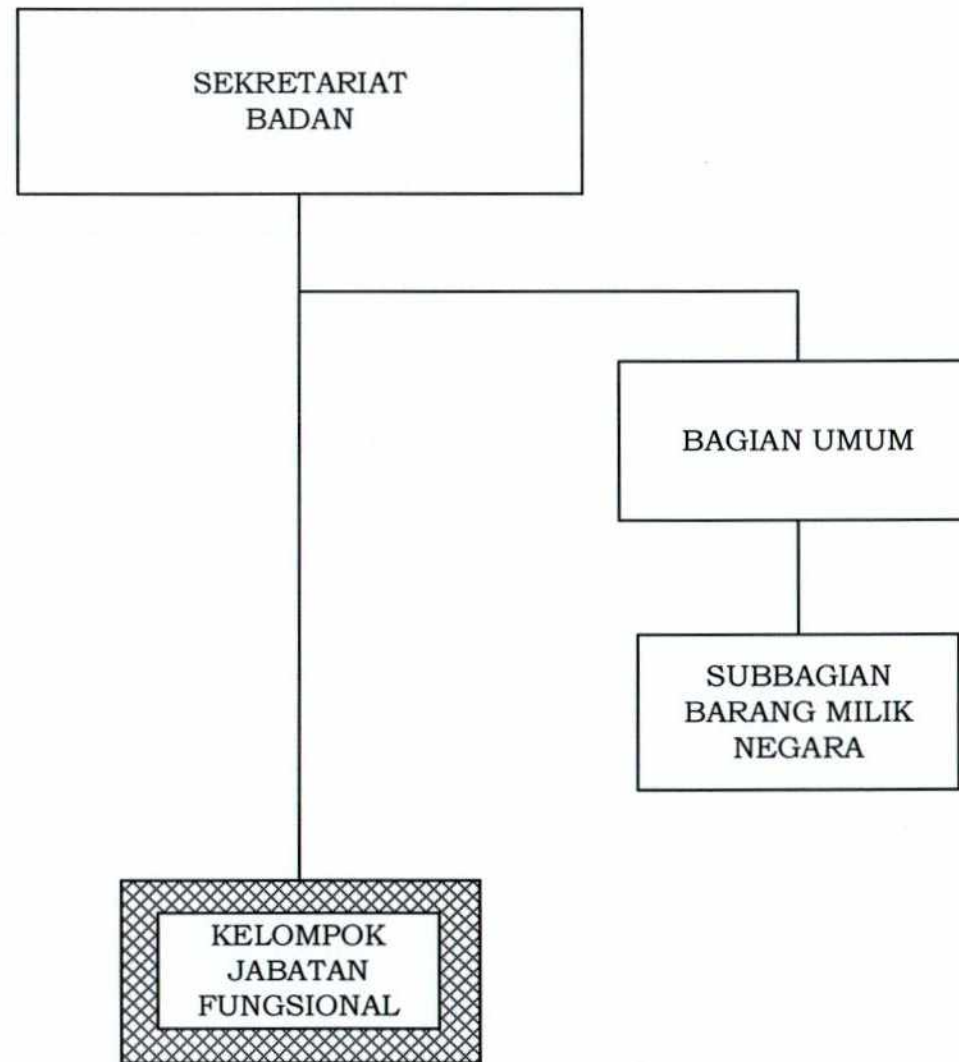 SEKRETARIAT
BADAN
BAGIAN UMUM
SUBBAGIAN
BARANG MILIK
NEGARA
KELOMPOK
JABATAN
FUNGSIONAL